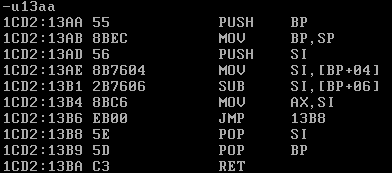 -u13aa
1CD2:13AA 55 PUSH BP
1CD2:13AB 8BEC MOV BP,SP
1CD2:13AD 56 PUSH SI
1CD2:13AE 8B7604 MOV SI,[BP+04]
1CD2:13B1 2B7606 SUB SI,[BP+06]
1CD2:13B4 8BC6 MOV AX,SI
1CD2:13B6 EB00 JMP 13B8
1CD2:13B8 5E POP SI
1CD2:13B9 5D POP BP
1CD2:13BA C3 RET